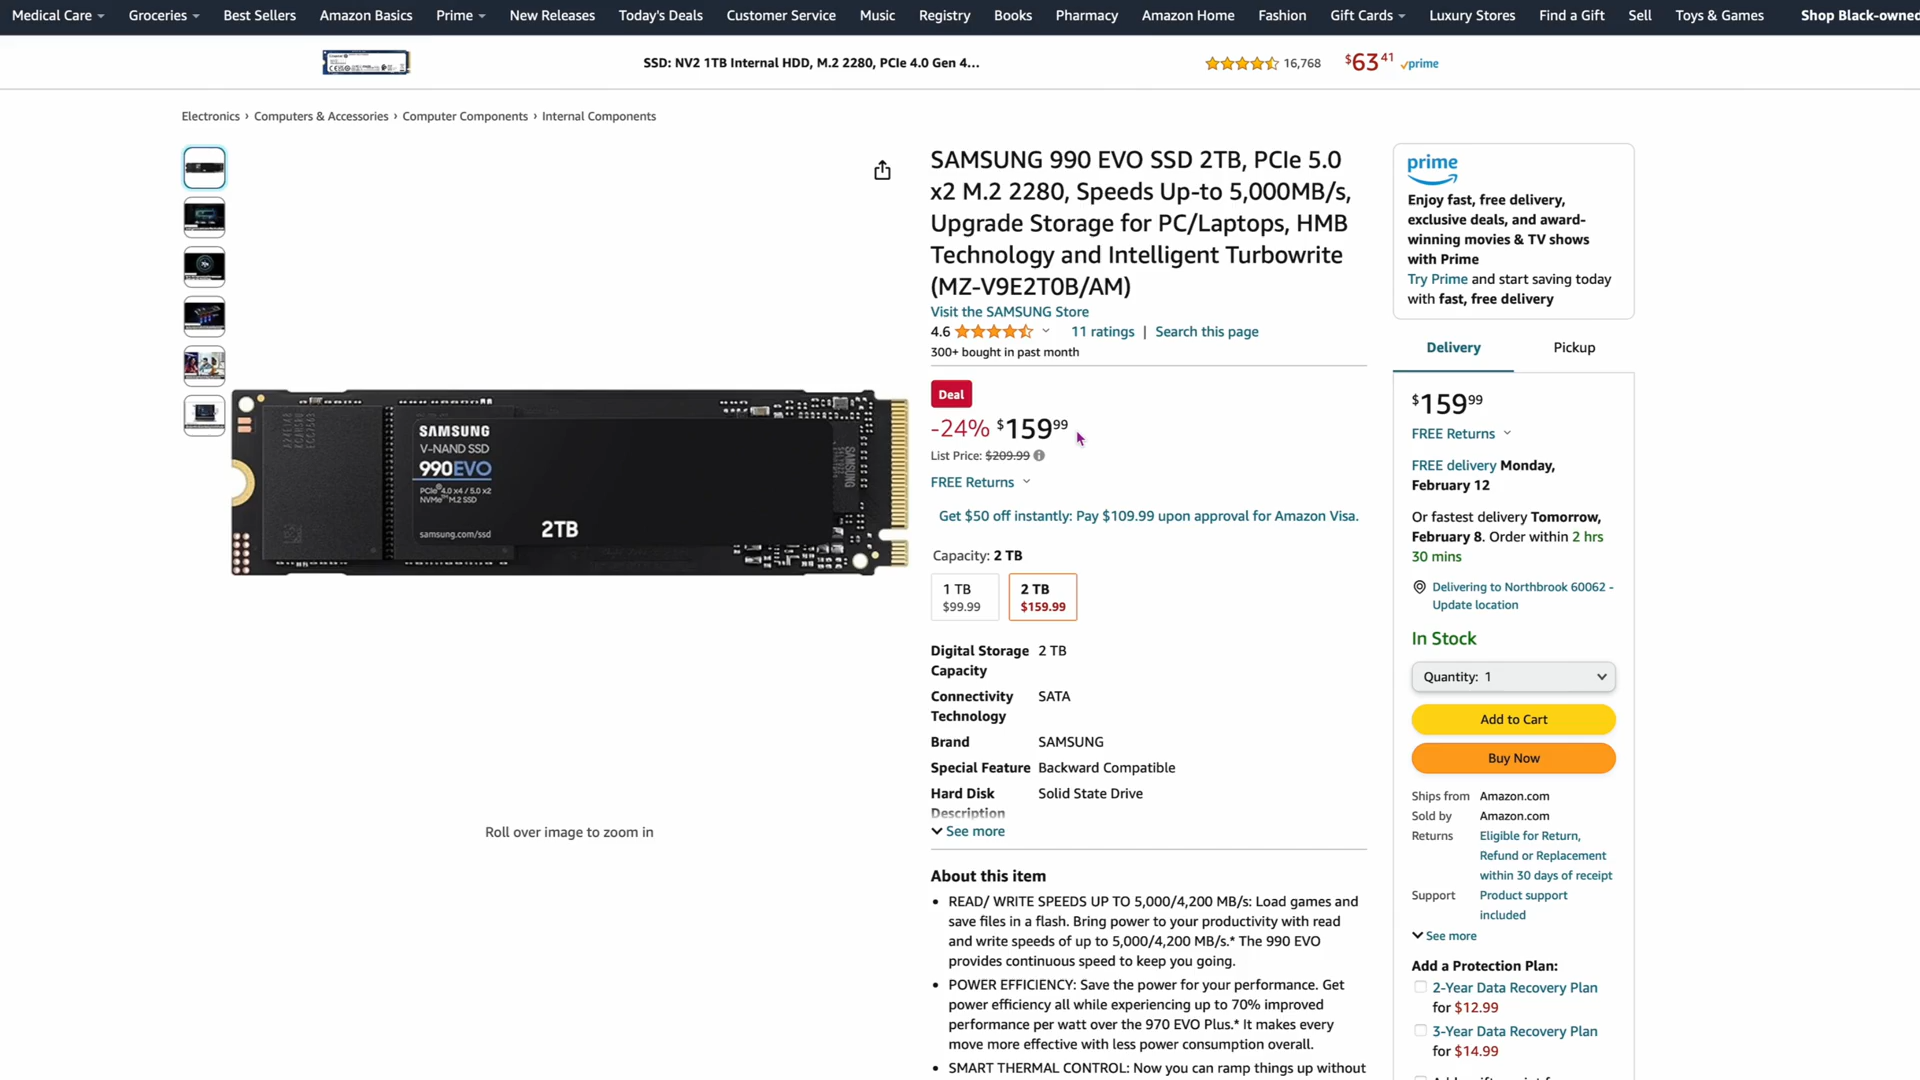 Medical Care Groceries Best Sellers Amazon Basics Prime New Releases Today's Deals Customer Service Music Registry Books Pharmacy Amazon Home Fashion Gift Cards Luxury Stores Find a Gift Sell Toys & Games Shop Black-owned
SSD: NV2 1TB Internal HDD, M.2 2280, PCIe 4.0 Gen 4... 16,768 $63 41 prime
Electronics › Computers & Accessories › Computer Components › Internal Components
SAMSUNG
V-NAND SSD
990 EVO
PCIe® 4.0 x4 / 5.0 x2
NVMe™ M.2 SSD
samsung.com/ssd
2TB
SAMSUNG
Roll over image to zoom in
SAMSUNG 990 EVO SSD 2TB, PCIe 5.0
x2 M.2 2280, Speeds Up-to 5,000MB/s,
Upgrade Storage for PC/Laptops, HMB
Technology and Intelligent Turbowrite
(MZ-V9E2T0B/AM)
Visit the SAMSUNG Store
4.6 11 ratings | Search this page
300+ bought in past month
Deal
-24% $159 99
List Price: $209.99
FREE Returns
Get $50 off instantly: Pay $109.99 upon approval for Amazon Visa.
Capacity: 2 TB
1 TB
$99.99
2 TB
$159.99
Digital Storage 2 TB
Capacity
Connectivity SATA
Technology
Brand SAMSUNG
Special Feature Backward Compatible
Hard Disk Solid State Drive
Description
See more
About this item
• READ/ WRITE SPEEDS UP TO 5,000/4,200 MB/s: Load games and
save files in a flash. Bring power to your productivity with read
and write speeds of up to 5,000/4,200 MB/s.* The 990 EVO
provides continuous speed to keep you going.
• POWER EFFICIENCY: Save the power for your performance. Get
power efficiency all while experiencing up to 70% improved
performance per watt over the 970 EVO Plus.* It makes every
move more effective with less power consumption overall.
• SMART THERMAL CONTROL: Now you can ramp things up without
prime
Enjoy fast, free delivery,
exclusive deals, and award-
winning movies & TV shows
with Prime
Try Prime and start saving today
with fast, free delivery
Delivery Pickup
$159 99
FREE Returns
FREE delivery Monday,
February 12
Or fastest delivery Tomorrow,
February 8. Order within 2 hrs
30 mins
Delivering to Northbrook 60062 -
Update location
In Stock
Quantity: 1
Add to Cart
Buy Now
Ships from Amazon.com
Sold by Amazon.com
Returns Eligible for Return,
Refund or Replacement
within 30 days of receipt
Support Product support
included
See more
Add a Protection Plan:
2-Year Data Recovery Plan
for $12.99
3-Year Data Recovery Plan
for $14.99